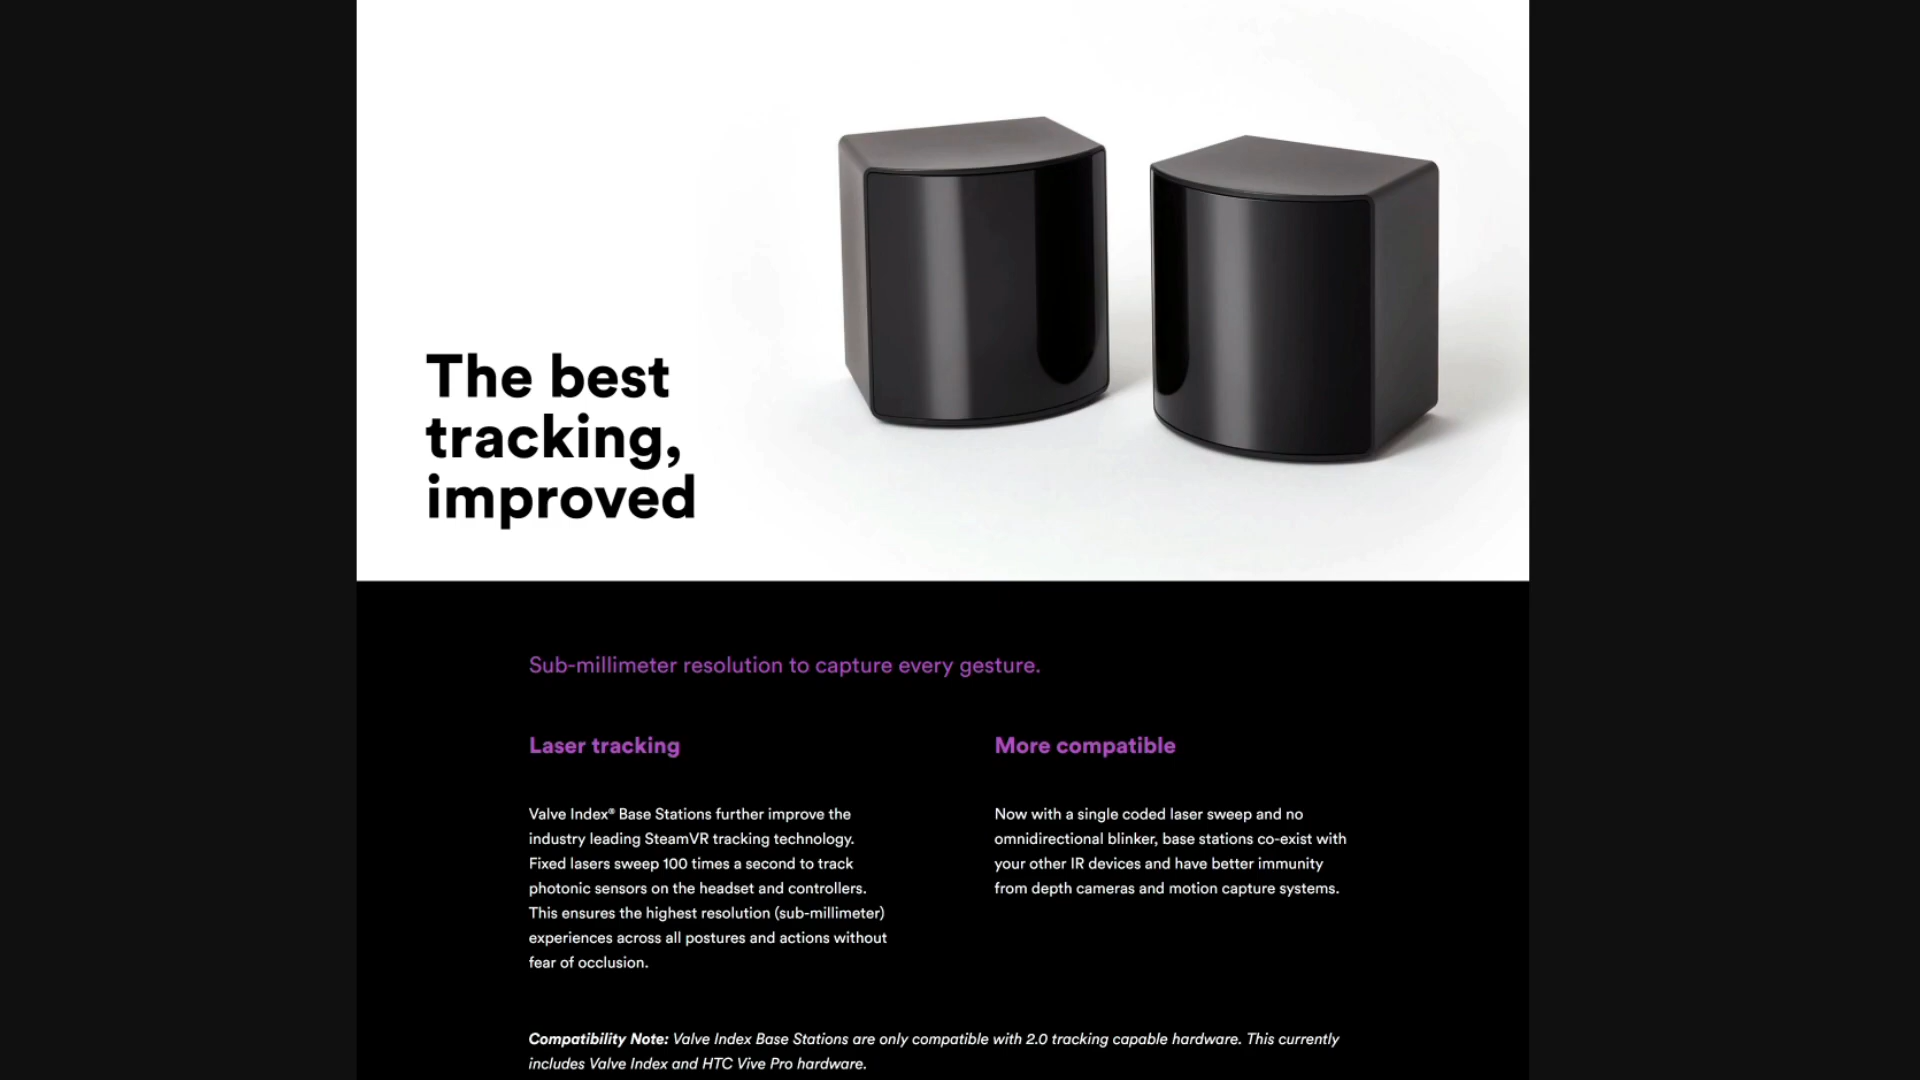 The best
tracking,
improved
Sub-millimeter resolution to capture every gesture.
Laser tracking
Valve Index® Base Stations further improve the
industry leading SteamVR tracking technology.
Fixed lasers sweep 100 times a second to track
photonic sensors on the headset and controllers.
This ensures the highest resolution (sub-millimeter)
experiences across all postures and actions without
fear of occlusion.
More compatible
Now with a single coded laser sweep and no
omnidirectional blinker, base stations co-exist with
your other IR devices and have better immunity
from depth cameras and motion capture systems.
Compatibility Note: Valve Index Base Stations are only compatible with 2.0 tracking capable hardware. This currently
includes Valve Index and HTC Vive Pro hardware.